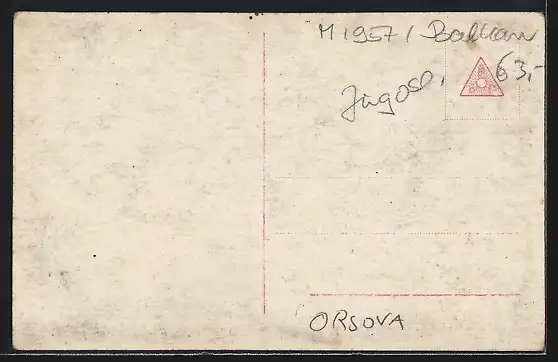 M1957/Balkan
Jugosl. 63,-
ORSOVA